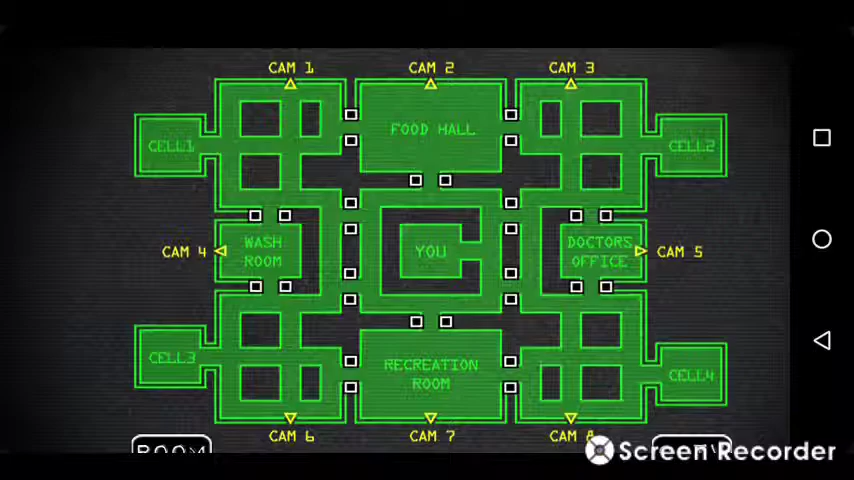 CAM 1
CAM 2
CAM 3
FOOD HALL
CELL1
CELL2
CAM 4
WASH
ROOM
YOU
DOCTORS
OFFICE
CAM 5
CELL3
RECREATION
ROOM
CELL4
CAM 6
CAM 7
CAM 8
ROOM
Screen Recorder